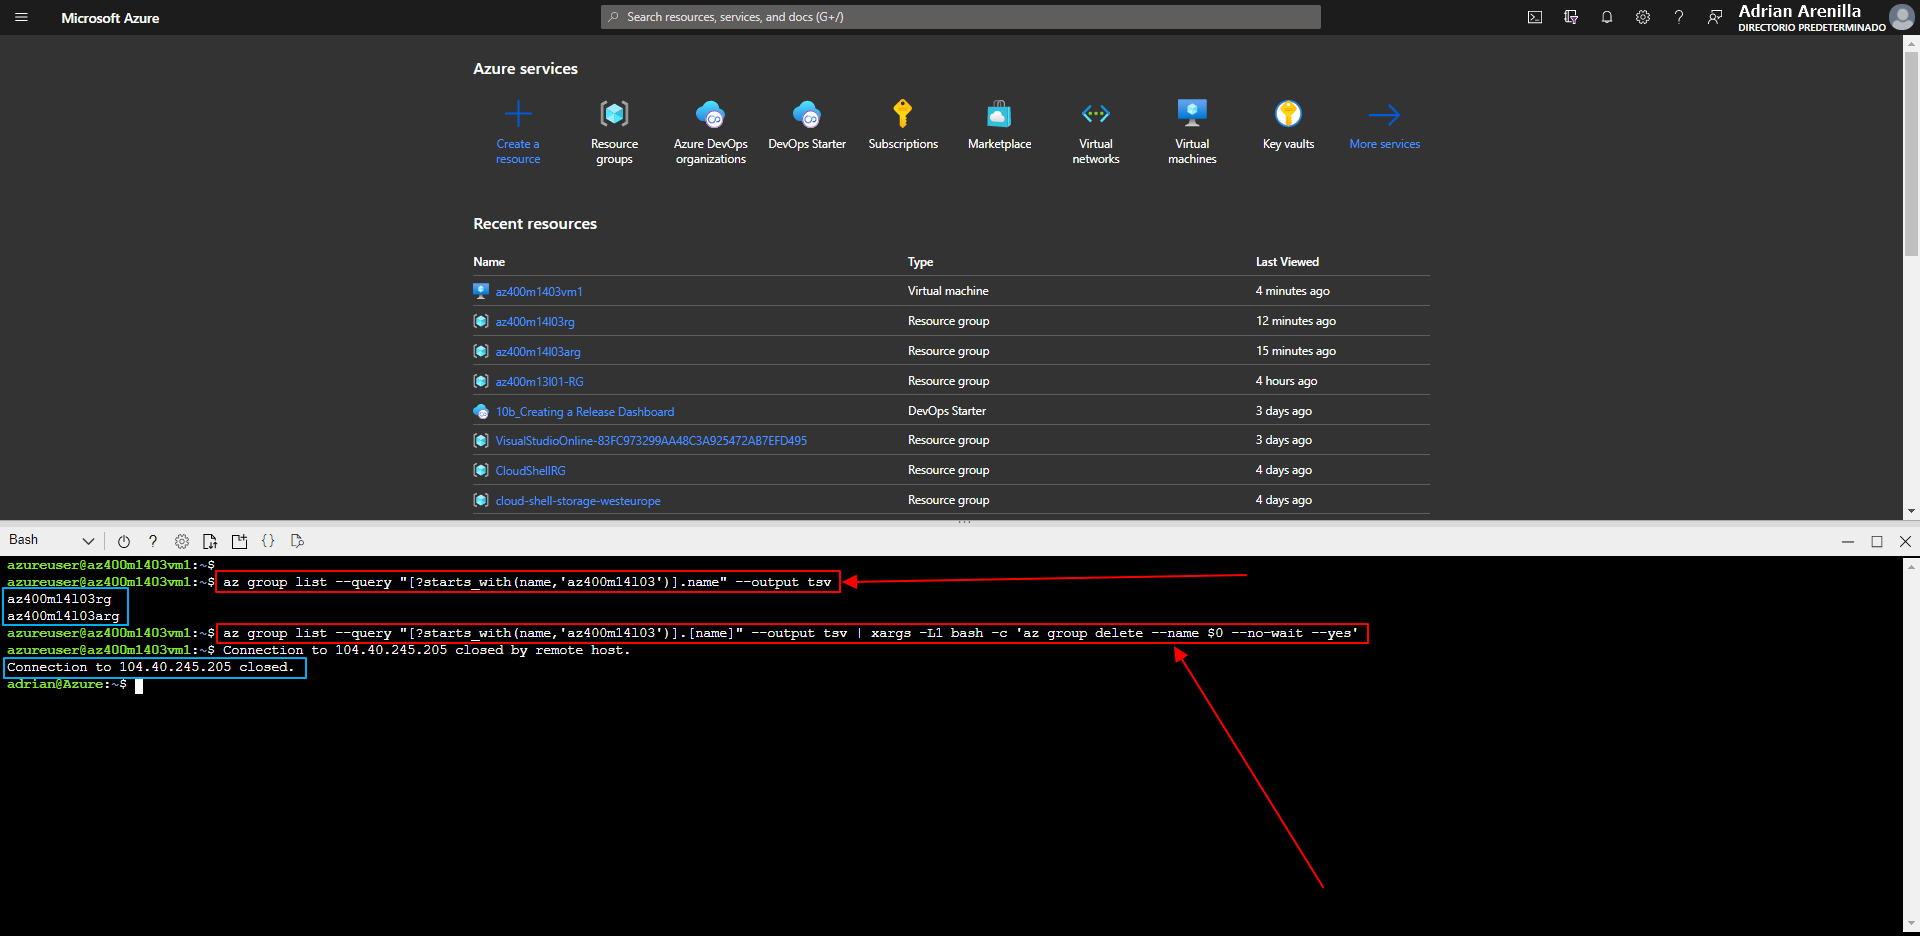 Microsoft Azure
Search resources, services, and docs (G+/)
Adrian Arenilla
DIRECTORIO PREDETERMINADO
Azure services
Create a resource
Resource groups
Azure DevOps organizations
DevOps Starter
Subscriptions
Marketplace
Virtual networks
Virtual machines
Key vaults
More services
Recent resources
Name Type Last Viewed
az400m1403vm1 Virtual machine 4 minutes ago
az400m14l03rg Resource group 12 minutes ago
az400m14l03arg Resource group 15 minutes ago
az400m13l01-RG Resource group 4 hours ago
10b_Creating a Release Dashboard DevOps Starter 3 days ago
VisualStudioOnline-83FC973299AA48C3A925472AB7EFD495 Resource group 3 days ago
CloudShellRG Resource group 4 days ago
cloud-shell-storage-westeurope Resource group 4 days ago
Bash
azureuser@az400m1403vm1:~$
azureuser@az400m1403vm1:~$ az group list --query "[?starts_with(name,'az400m14l03')].name" --output tsv
az400m14l03rg
az400m14l03arg
azureuser@az400m1403vm1:~$ az group list --query "[?starts_with(name,'az400m14l03')].[name]" --output tsv | xargs -L1 bash -c 'az group delete --name $0 --no-wait --yes'
azureuser@az400m1403vm1:~$ Connection to 104.40.245.205 closed by remote host.
Connection to 104.40.245.205 closed.
adrian@Azure:~$